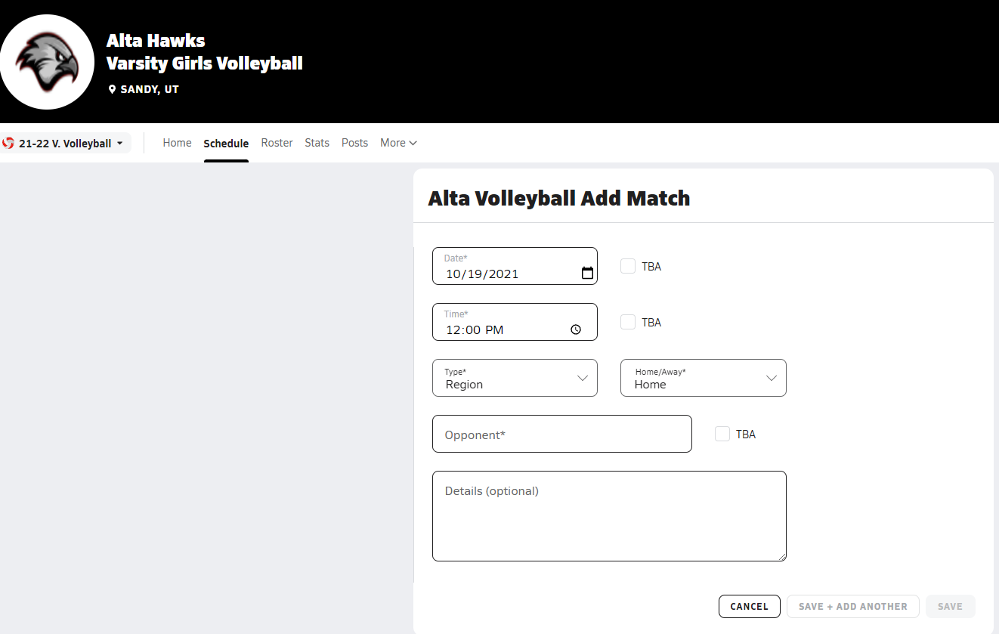 Alta Hawks
Varsity Girls Volleyball
SANDY, UT
21-22 V. Volleyball Home Schedule Roster Stats Posts More
Alta Volleyball Add Match
Date*
10/19/2021
TBA
Time*
12:00 PM
TBA
Type*
Region
Home/Away*
Home
Opponent*
TBA
Details (optional)
CANCEL SAVE + ADD ANOTHER SAVE